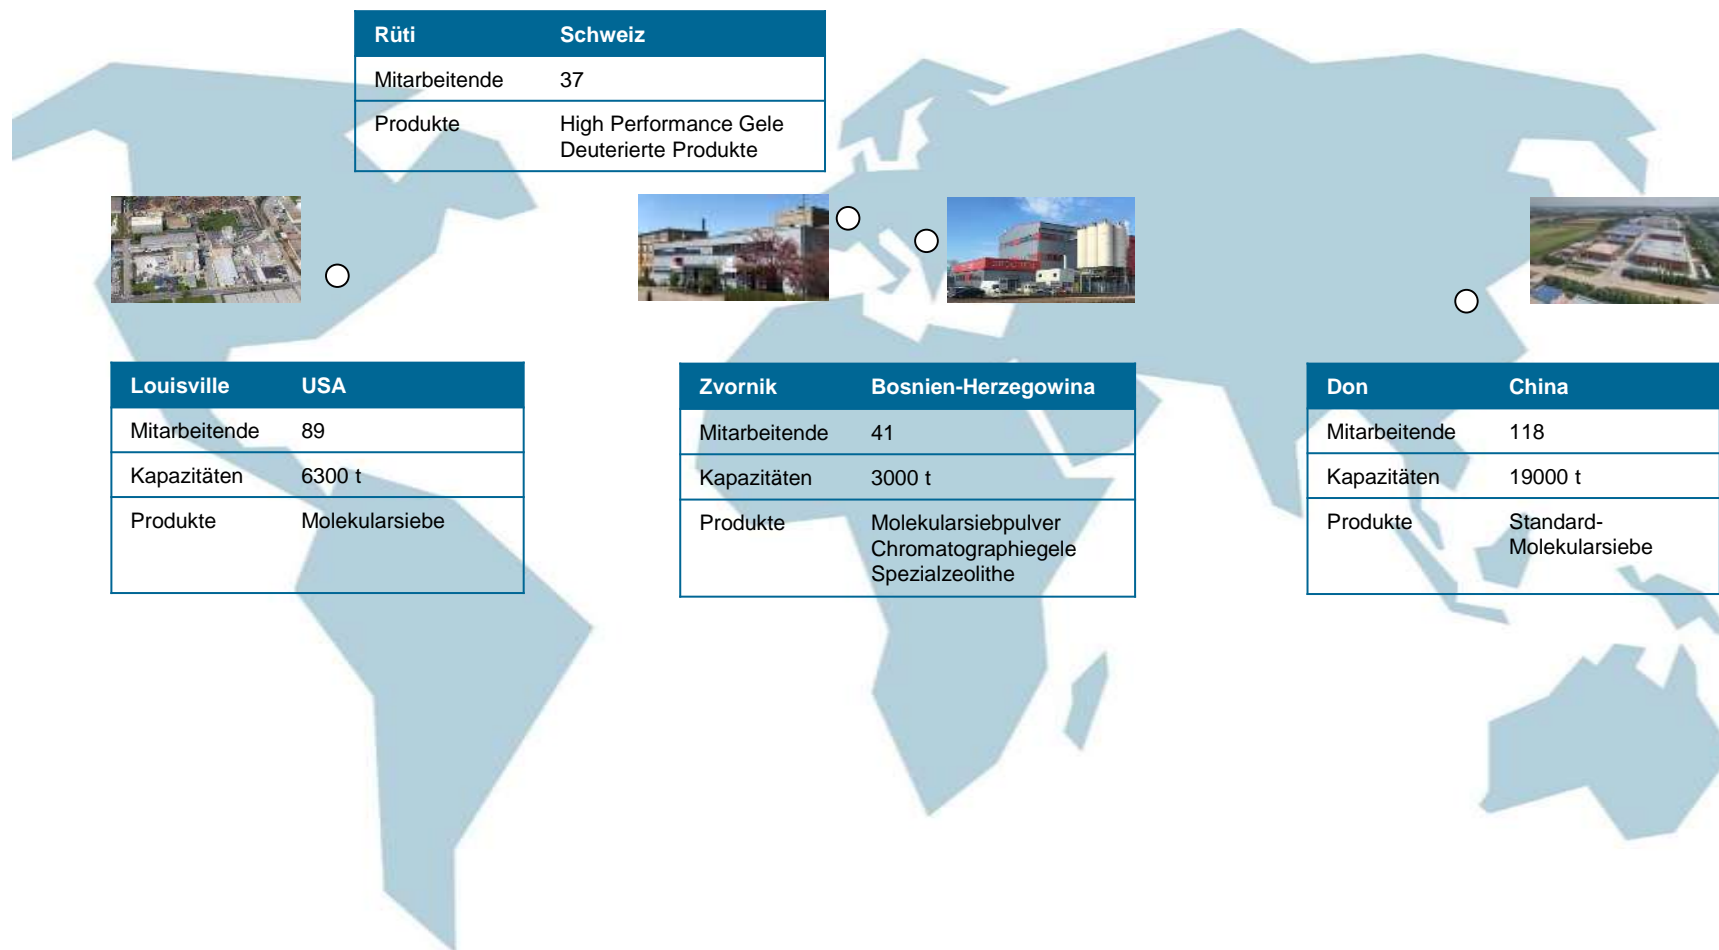 Rüti Schweiz
Mitarbeitende 37
Produkte High Performance Gele
Deuterierte Produkte
Louisville USA
Mitarbeitende 89
Kapazitäten 6300 t
Produkte Molekularsiebe
Zvornik Bosnien-Herzegowina
Mitarbeitende 41
Kapazitäten 3000 t
Produkte Molekularsiebpulver
Chromatographiegele
Spezialzeolithe
Don China
Mitarbeitende 118
Kapazitäten 19000 t
Produkte Standard-
Molekularsiebe